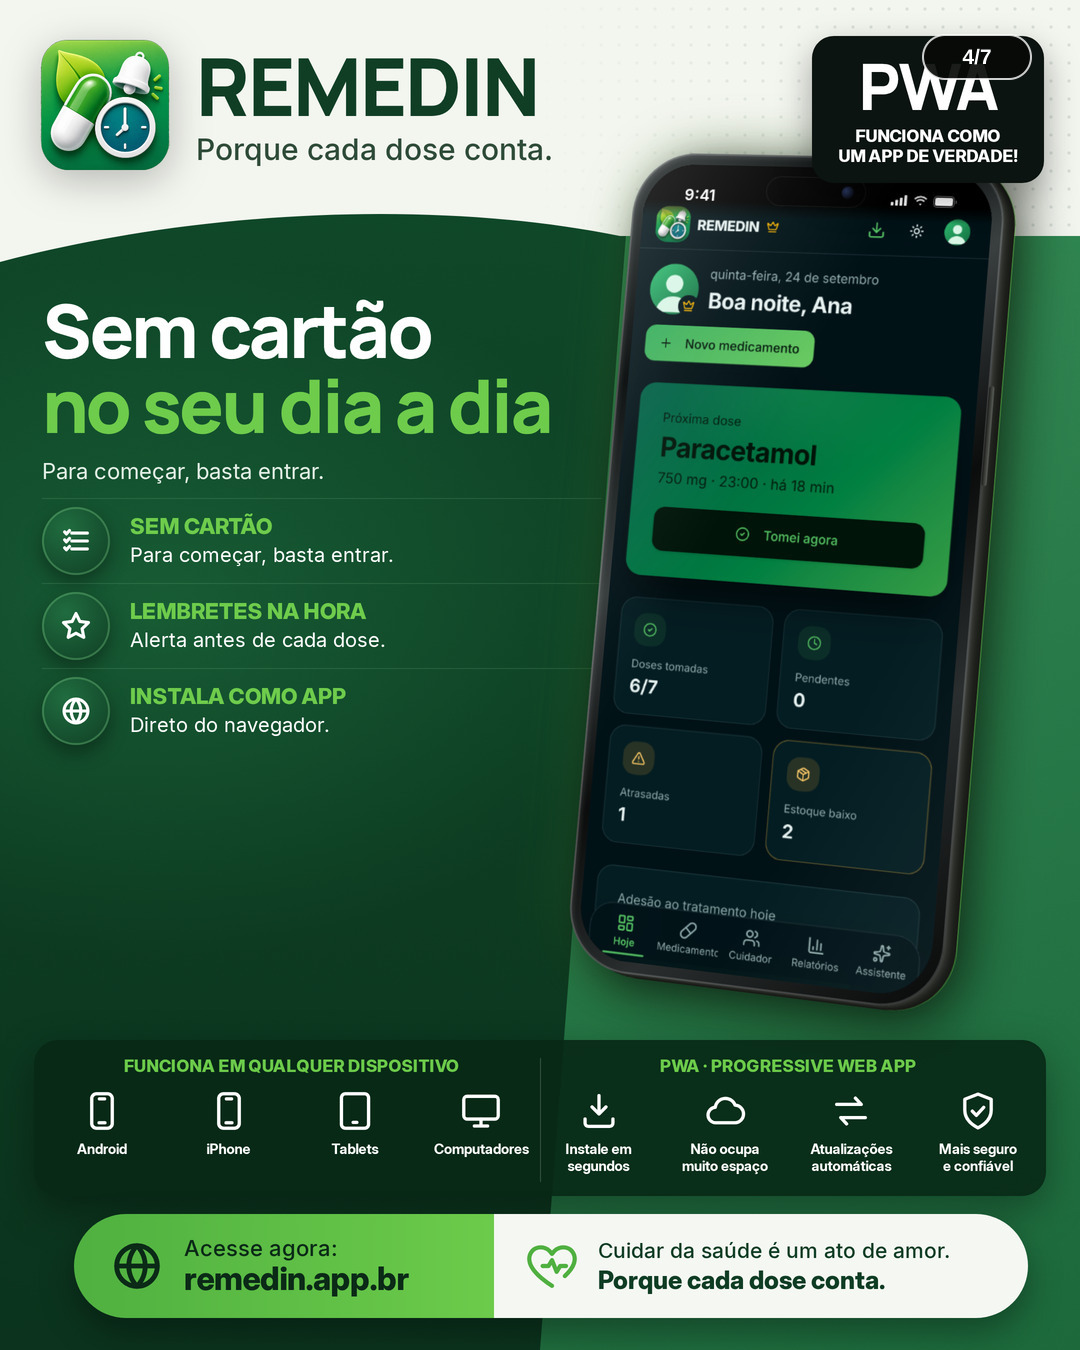 REMEDIN
Porque cada dose conta.
4/7
PWA
FUNCIONA COMO
UM APP DE VERDADE!
Sem cartão
no seu dia a dia
Para começar, basta entrar.
SEM CARTÃO
Para começar, basta entrar.
LEMBRETES NA HORA
Alerta antes de cada dose.
INSTALA COMO APP
Direto do navegador.
9:41
REMEDIN
quinta-feira, 24 de setembro
Boa noite, Ana
+ Novo medicamento
Próxima dose
Paracetamol
750 mg · 23:00 · há 18 min
Tomei agora
Doses tomadas
6/7
Pendentes
0
Atrasadas
1
Estoque baixo
2
Adesão ao tratamento hoje
Hoje
Medicamentc
Cuidador
Relatórios
Assistente
FUNCIONA EM QUALQUER DISPOSITIVO
Android
iPhone
Tablets
Computadores
PWA · PROGRESSIVE WEB APP
Instale em
segundos
Não ocupa
muito espaço
Atualizações
automáticas
Mais seguro
e confiável
Acesse agora:
remedin.app.br
Cuidar da saúde é um ato de amor.
Porque cada dose conta.